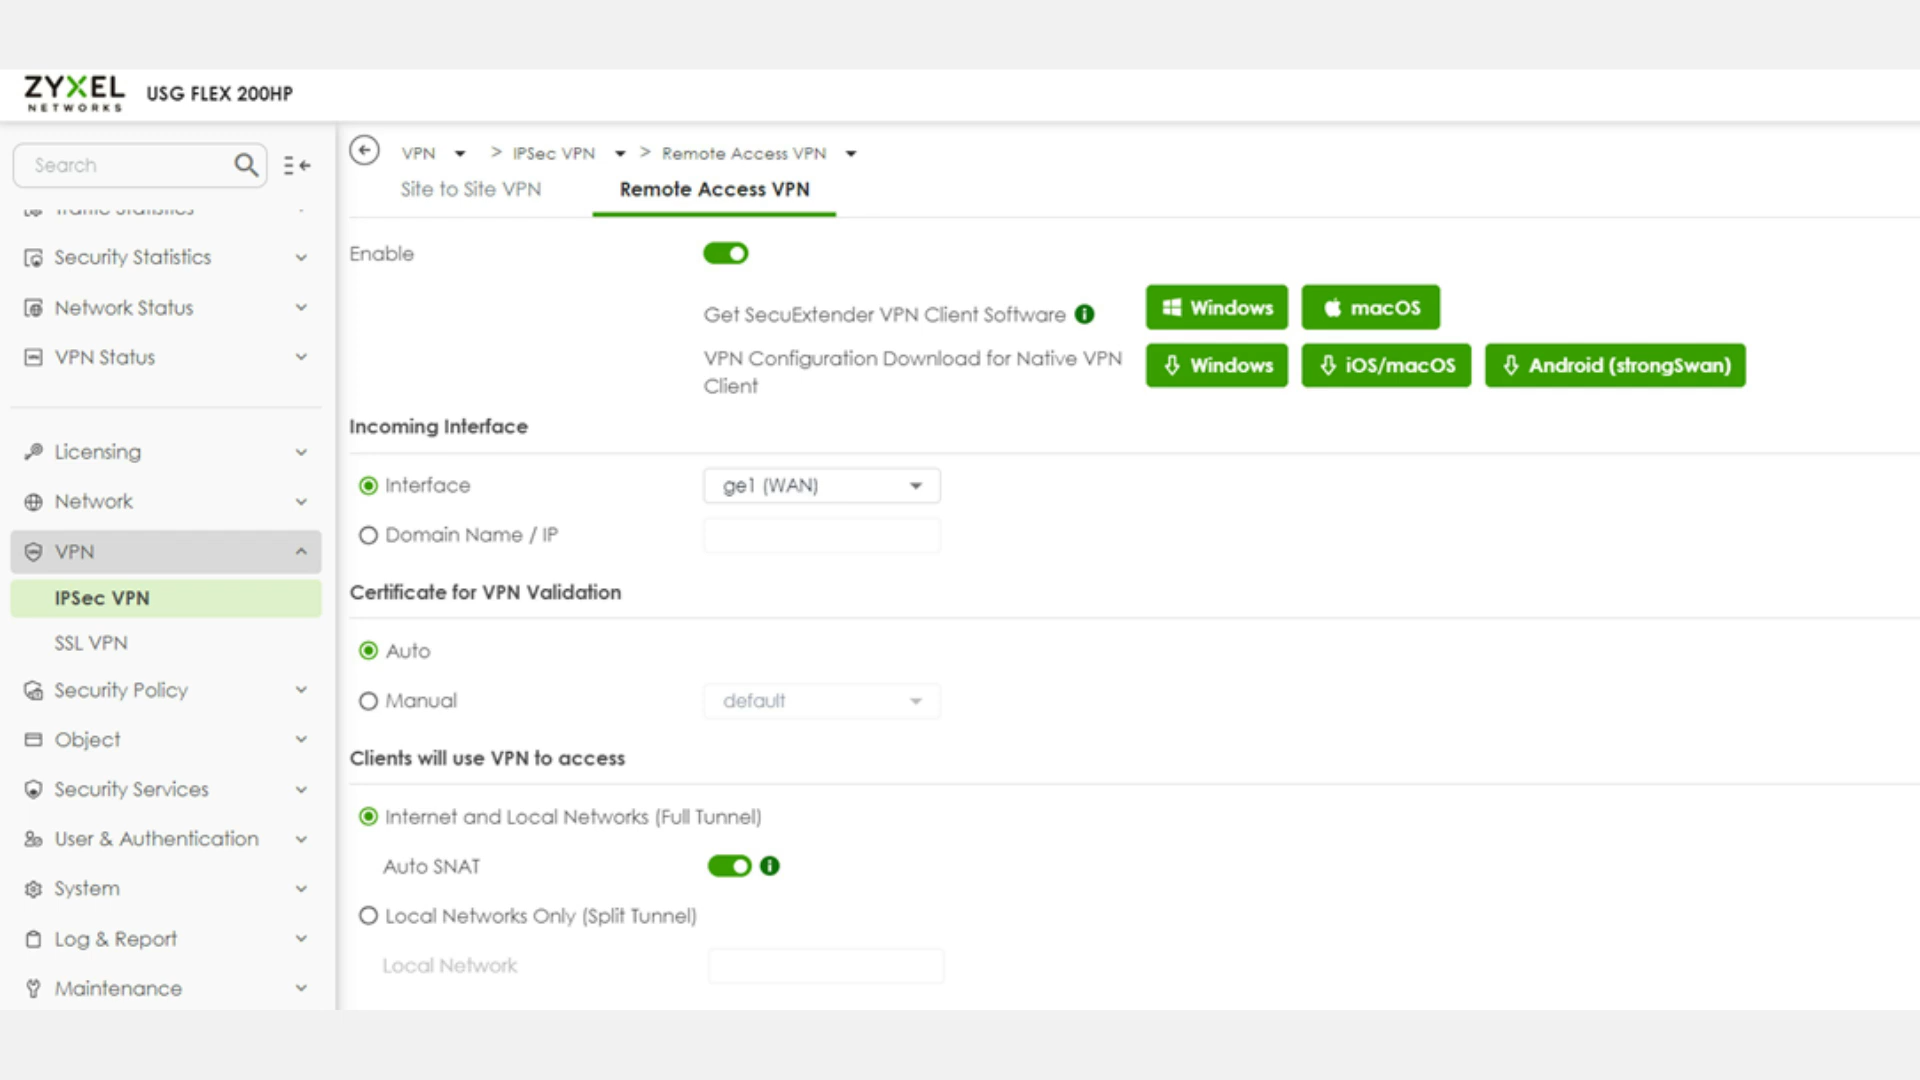 ZYXEL
NETWORKS
USG FLEX 200HP
Search
Traffic Statistics
Security Statistics
Network Status
VPN Status
Licensing
Network
VPN
IPSec VPN
SSL VPN
Security Policy
Object
Security Services
User & Authentication
System
Log & Report
Maintenance
VPN > IPSec VPN > Remote Access VPN
Site to Site VPN Remote Access VPN
Enable
Get SecuExtender VPN Client Software Windows macOS
VPN Configuration Download for Native VPN Client Windows iOS/macOS Android (strongSwan)
Incoming Interface
Interface ge1 (WAN)
Domain Name / IP
Certificate for VPN Validation
Auto
Manual default
Clients will use VPN to access
Internet and Local Networks (Full Tunnel)
Auto SNAT
Local Networks Only (Split Tunnel)
Local Network